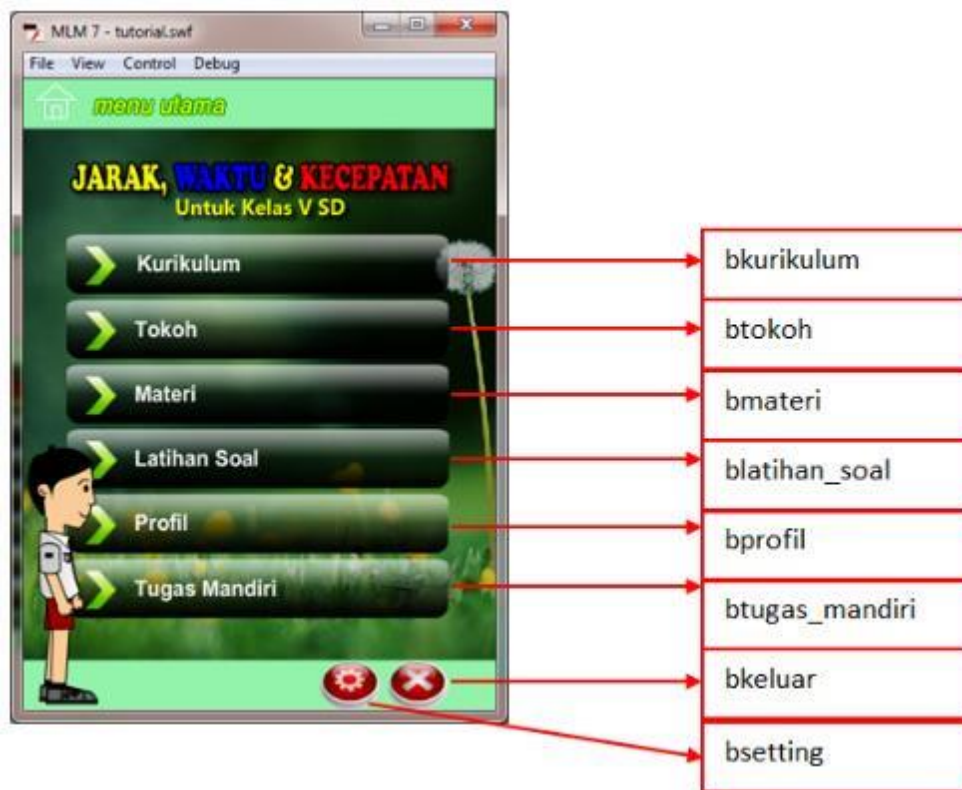 MLM 7 - tutorial.swf
File View Control Debug
menu utama
JARAK, WAKTU & KECEPATAN
Untuk Kelas V SD
Kurikulum
Tokoh
Materi
Latihan Soal
Profil
Tugas Mandiri
bkurikulum
btokoh
bmateri
blatihan_soal
bprofil
btugas_mandiri
bkeluar
bsetting